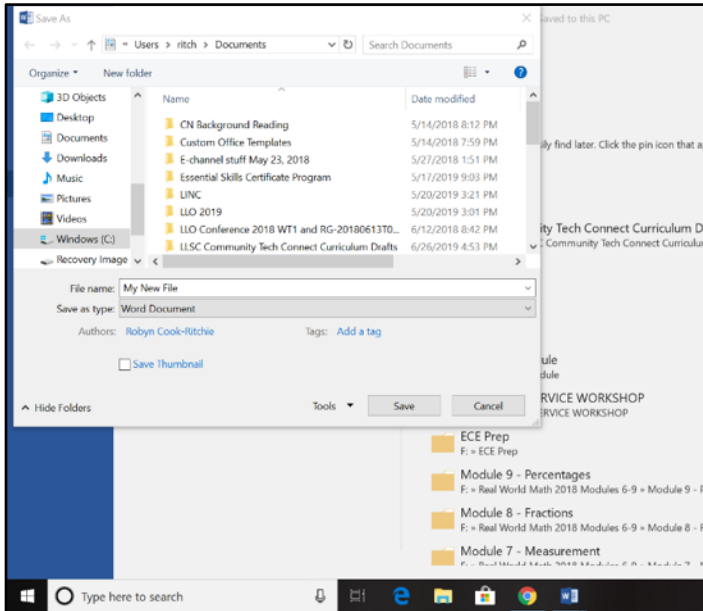 Save As
Saved to this PC
Users › ritch › Documents
Search Documents
Organize
New folder
3D Objects
Desktop
Documents
Downloads
Music
Pictures
Videos
Windows (C:)
Recovery Image
Name
Date modified
CN Background Reading
5/14/2018 8:12 PM
Custom Office Templates
5/14/2018 7:59 PM
E-channel stuff May 23, 2018
5/27/2018 1:51 PM
Essential Skills Certificate Program
5/17/2019 9:03 PM
LINC
5/20/2019 3:21 PM
LLO 2019
5/20/2019 3:01 PM
LLO Conference 2018 WT1 and RG-20180613T0...
6/12/2018 8:42 PM
LLSC Community Tech Connect Curriculum Drafts
6/26/2019 4:53 PM
File name: My New File
Save as type: Word Document
Authors: Robyn Cook-Ritchie
Tags: Add a tag
Save Thumbnail
Hide Folders
Tools
Save
Cancel
ily find later. Click the pin icon that a
ity Tech Connect Curriculum D
Community Tech Connect Curriculu
ule
dule
RVICE WORKSHOP
ERVICE WORKSHOP
ECE Prep
F: » ECE Prep
Module 9 - Percentages
F: » Real World Math 2018 Modules 6-9 » Module 9 - P
Module 8 - Fractions
F: » Real World Math 2018 Modules 6-9 » Module 8 - F
Module 7 - Measurement
Type here to search